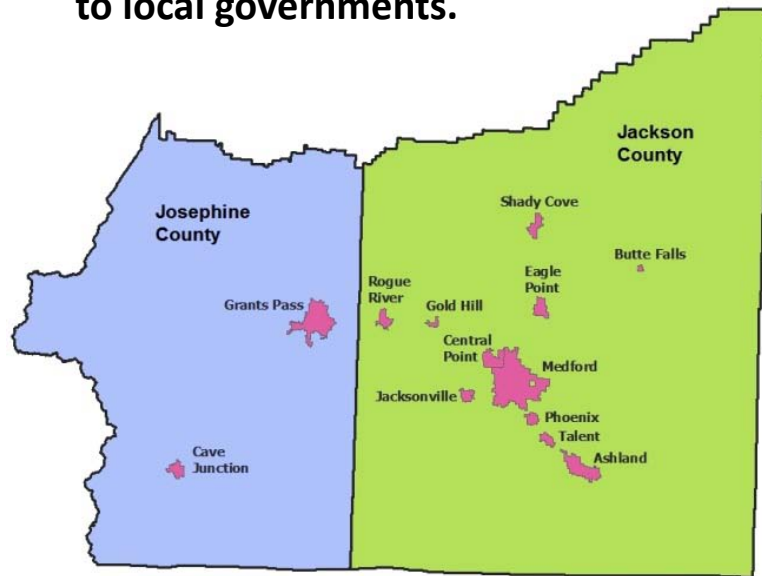 to local governments.
Jackson
County
Shady Cove
Josephine
County
Butte Falls
Eagle
Point
Rogue
River
Grants Pass
Gold Hill
Central
Point
Medford
Jacksonville
Phoenix
Talent
Cave
Junction
Ashland